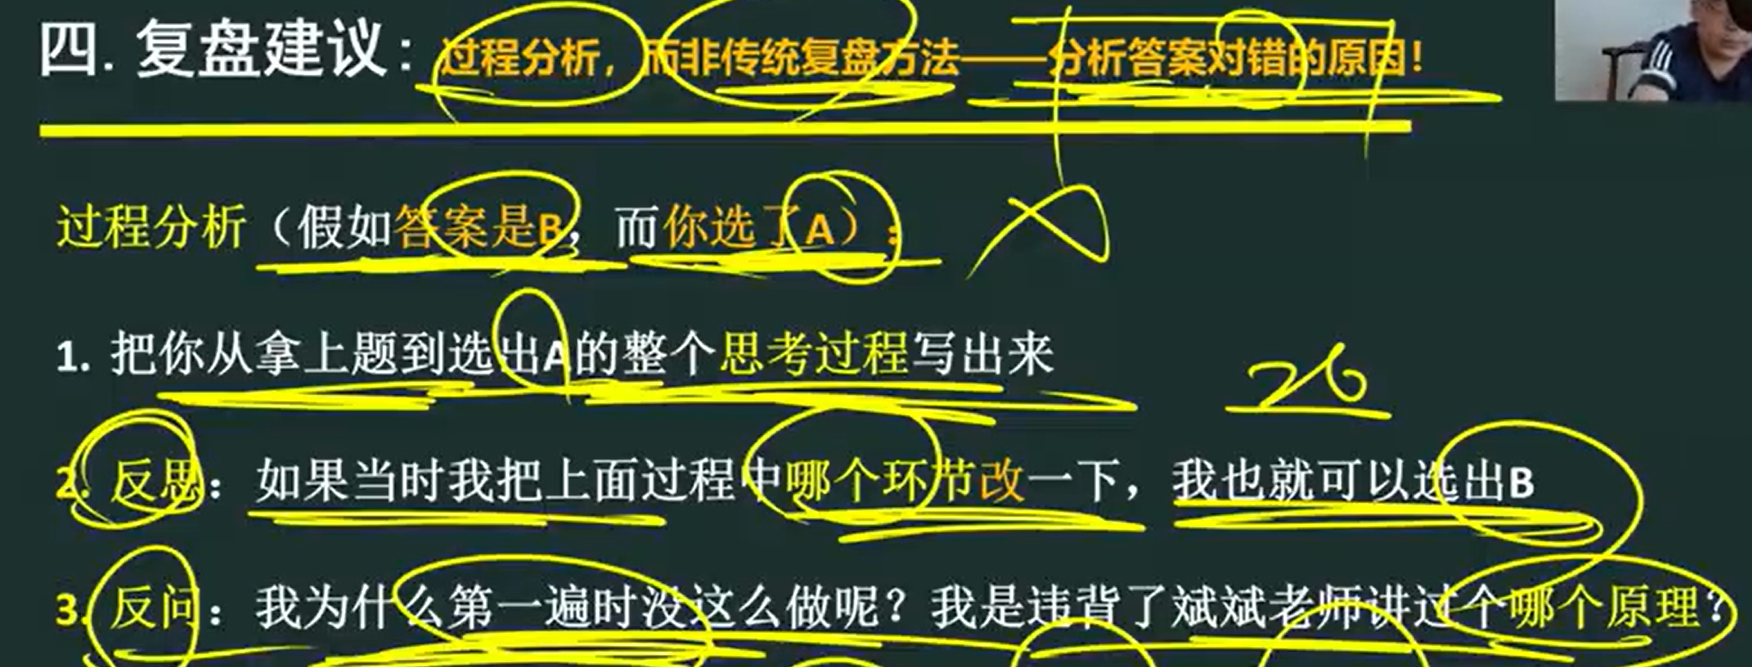 四. 复盘建议：过程分析，而非传统复盘方法——分析答案对错的原因！
过程分析（假如答案是B，而你选了A）：
1. 把你从拿上题到选出A的整个思考过程写出来
26
2. 反思：如果当时我把上面过程中哪个环节改一下，我也就可以选出B
3. 反问：我为什么第一遍时没这么做呢？我是违背了斌斌老师讲过个哪个原理？